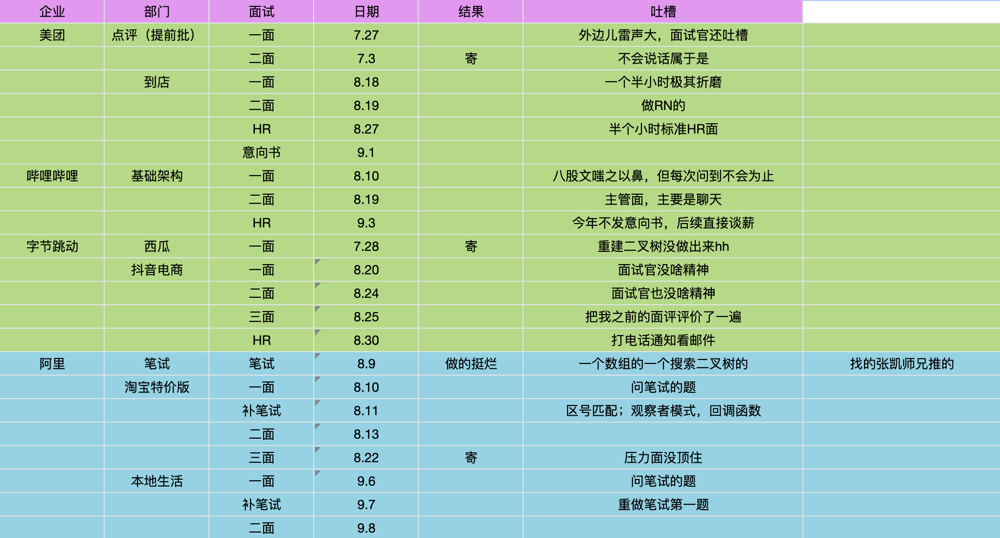 企业 部门 面试 日期 结果 吐槽
美团 点评（提前批） 一面 7.27 外边儿雷声大，面试官还吐槽
二面 7.3 寄 不会说话属于是
到店 一面 8.18 一个半小时极其折磨
二面 8.19 做RN的
HR 8.27 半个小时标准HR面
意向书 9.1
哔哩哔哩 基础架构 一面 8.10 八股文嗤之以鼻，但每次问到不会为止
二面 8.19 主管面，主要是聊天
HR 9.3 今年不发意向书，后续直接谈薪
字节跳动 西瓜 一面 7.28 寄 重建二叉树没做出来hh
抖音电商 一面 8.20 面试官没啥精神
二面 8.24 面试官也没啥精神
三面 8.25 把我之前的面评评价了一遍
HR 8.30 打电话通知看邮件
阿里 笔试 笔试 8.9 做的挺烂 一个数组的一个搜索二叉树的 找的张凯师兄推的
淘宝特价版 一面 8.10 问笔试的题
补笔试 8.11 区号匹配；观察者模式，回调函数
二面 8.13
三面 8.22 寄 压力面没顶住
本地生活 一面 9.6 问笔试的题
补笔试 9.7 重做笔试第一题
二面 9.8